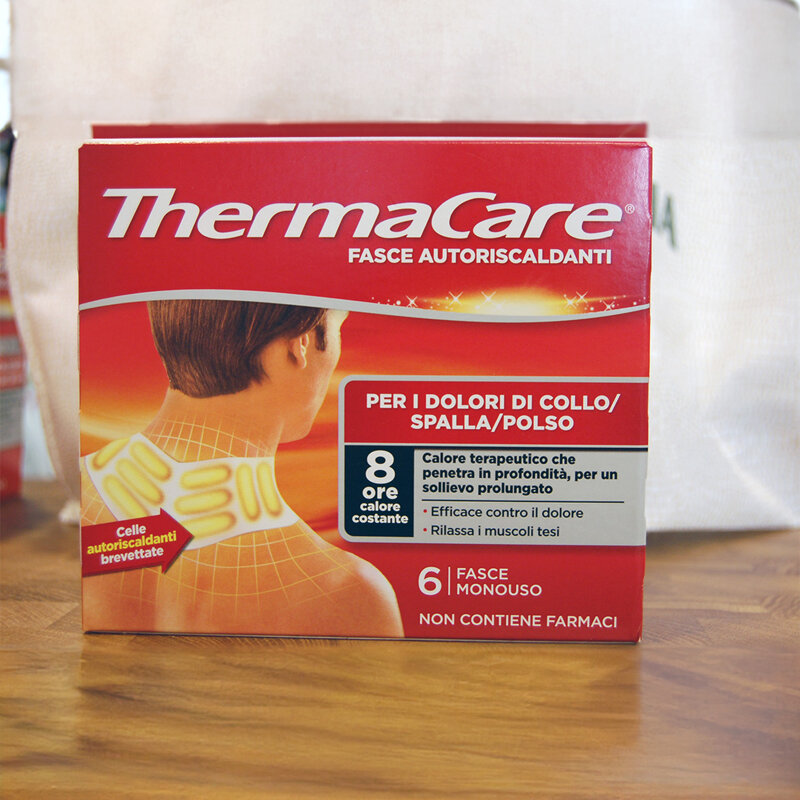 ThermaCare®
FASCE AUTORISCALDANTI
PER I DOLORI DI COLLO/
SPALLA/POLSO
8
ore
calore
costante
Calore terapeutico che
penetra in profondità, per un
sollievo prolungato
• Efficace contro il dolore
• Rilassa i muscoli tesi
Celle
autoriscaldanti
brevettate
6 FASCE
MONOUSO
NON CONTIENE FARMACI